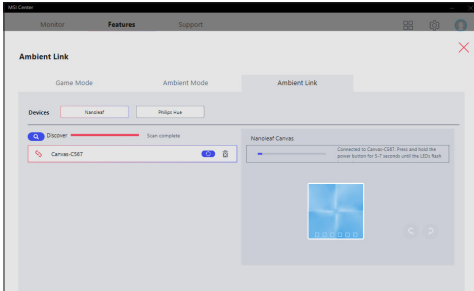 MSI Center
Monitor
Features
Support
Ambient Link
Game Mode
Ambient Mode
Ambient Link
Devices
Nanoleaf
Philips Hue
Discover
Scan complete
Canvas-C567
Nanoleaf Canvas
Connected to Canvas-C567. Press and hold the
power button for 5-7 seconds until the LEDs flash